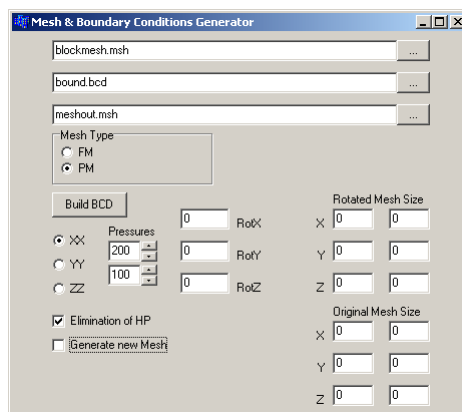 Mesh & Boundary Conditions Generator
blockmesh.msh ...
bound.bcd ...
meshout.msh ...
Mesh Type
FM
PM
Build BCD
Rotated Mesh Size
XX
YY
ZZ
Pressures
200
100
0 RotX
0 RotY
0 RotZ
X 0 0
Y 0 0
Z 0 0
Elimination of HP
Generate new Mesh
Original Mesh Size
X 0 0
Y 0 0
Z 0 0